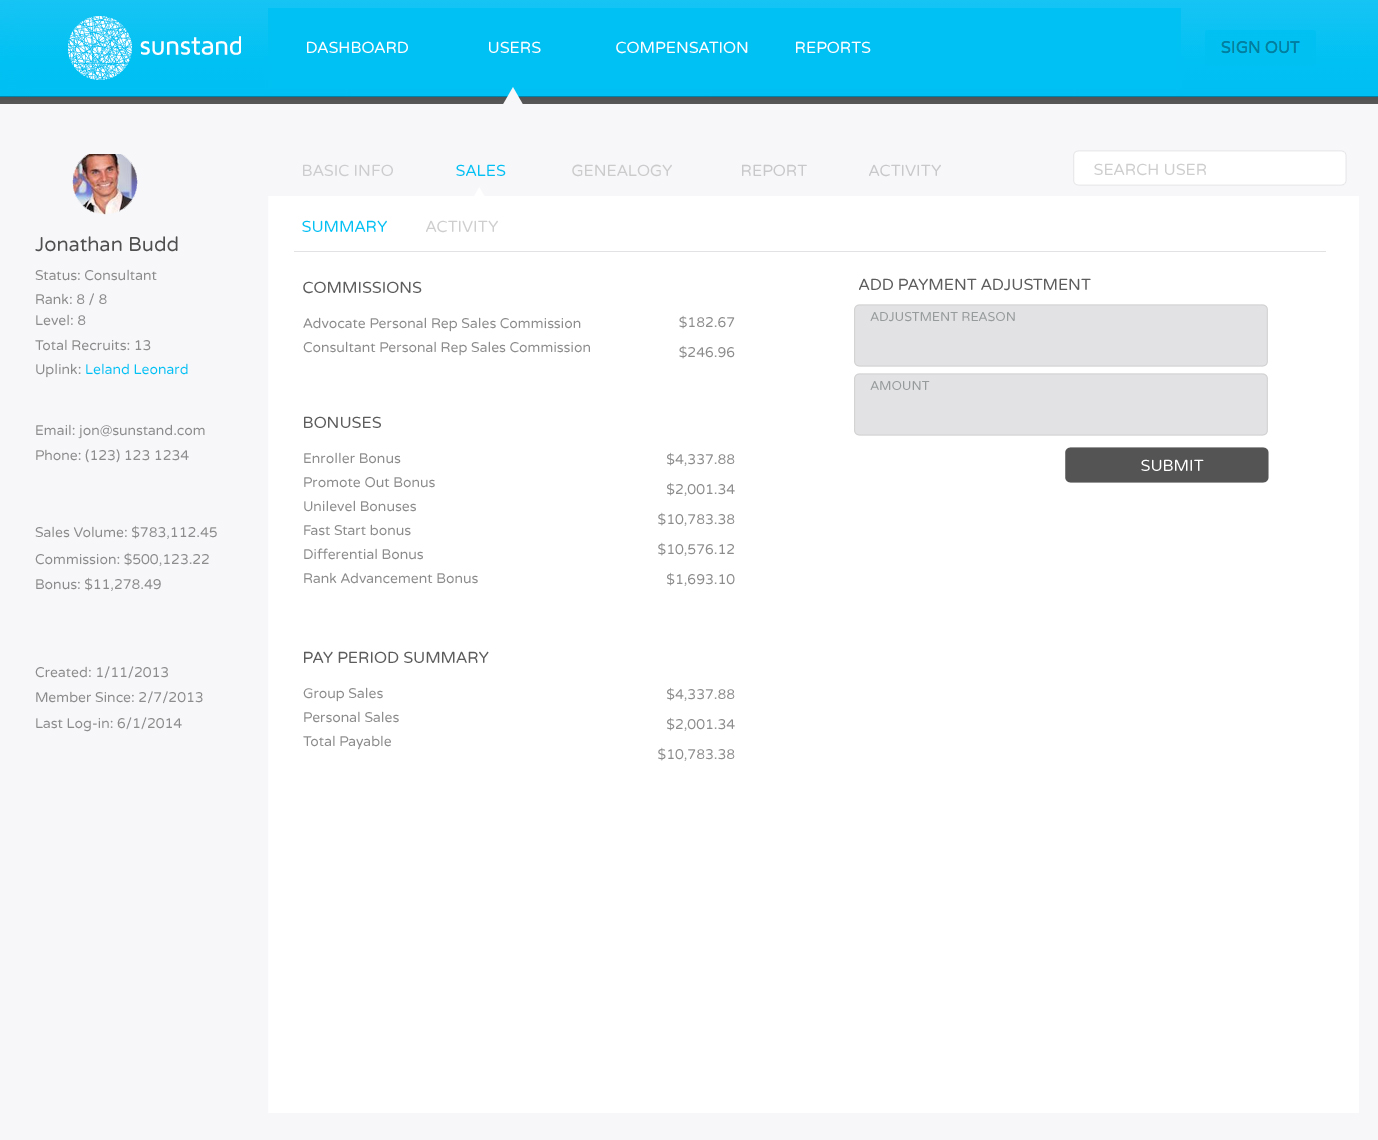 sunstand
DASHBOARD USERS COMPENSATION REPORTS SIGN OUT
BASIC INFO SALES GENEALOGY REPORT ACTIVITY SEARCH USER
SUMMARY ACTIVITY
Jonathan Budd
Status: Consultant
Rank: 8 / 8
Level: 8
Total Recruits: 13
Uplink: Leland Leonard
Email: jon@sunstand.com
Phone: (123) 123 1234
Sales Volume: $783,112.45
Commission: $500,123.22
Bonus: $11,278.49
Created: 1/11/2013
Member Since: 2/7/2013
Last Log-in: 6/1/2014
COMMISSIONS
Advocate Personal Rep Sales Commission $182.67
Consultant Personal Rep Sales Commission $246.96
BONUSES
Enroller Bonus $4,337.88
Promote Out Bonus $2,001.34
Unilevel Bonuses $10,783.38
Fast Start bonus $10,576.12
Differential Bonus $1,693.10
Rank Advancement Bonus
PAY PERIOD SUMMARY
Group Sales $4,337.88
Personal Sales $2,001.34
Total Payable $10,783.38
ADD PAYMENT ADJUSTMENT
ADJUSTMENT REASON
AMOUNT
SUBMIT